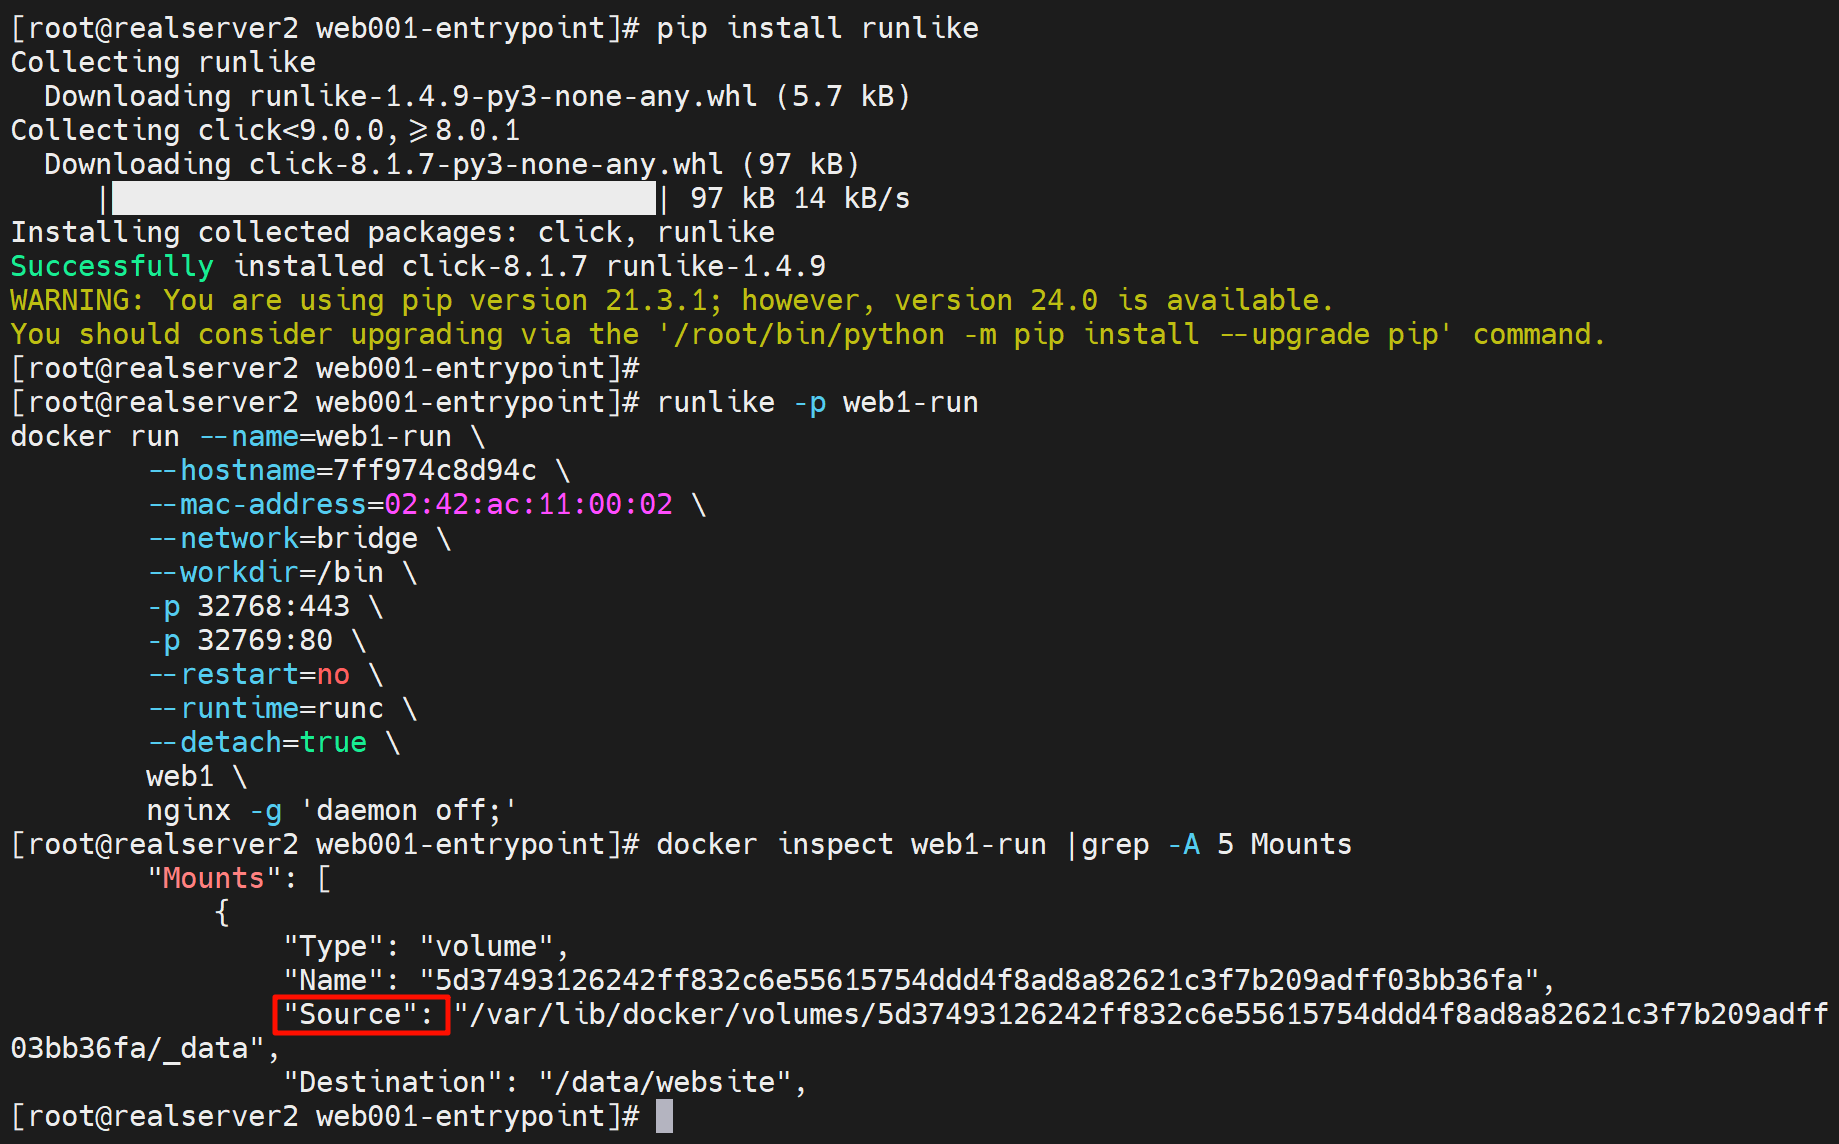 [root@realserver2 web001-entrypoint]# pip install runlike
Collecting runlike
  Downloading runlike-1.4.9-py3-none-any.whl (5.7 kB)
Collecting click<9.0.0,>=8.0.1
  Downloading click-8.1.7-py3-none-any.whl (97 kB)
     |████████████████████████████████| 97 kB 14 kB/s
Installing collected packages: click, runlike
Successfully installed click-8.1.7 runlike-1.4.9
WARNING: You are using pip version 21.3.1; however, version 24.0 is available.
You should consider upgrading via the '/root/bin/python -m pip install --upgrade pip' command.
[root@realserver2 web001-entrypoint]#
[root@realserver2 web001-entrypoint]# runlike -p web1-run
docker run --name=web1-run \
        --hostname=7ff974c8d94c \
        --mac-address=02:42:ac:11:00:02 \
        --network=bridge \
        --workdir=/bin \
        -p 32768:443 \
        -p 32769:80 \
        --restart=no \
        --runtime=runc \
        --detach=true \
        web1 \
        nginx -g 'daemon off;'
[root@realserver2 web001-entrypoint]# docker inspect web1-run |grep -A 5 Mounts
        "Mounts": [
            {
                "Type": "volume",
                "Name": "5d37493126242ff832c6e55615754ddd4f8ad8a82621c3f7b209adff03bb36fa",
                "Source": "/var/lib/docker/volumes/5d37493126242ff832c6e55615754ddd4f8ad8a82621c3f7b209adff
03bb36fa/_data",
                "Destination": "/data/website",
[root@realserver2 web001-entrypoint]#